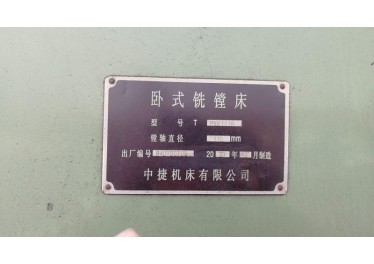 卧式铣镗床
型 号 T
镗轴直径 mm
出厂编号 20 年 月制造
中捷机床有限公司